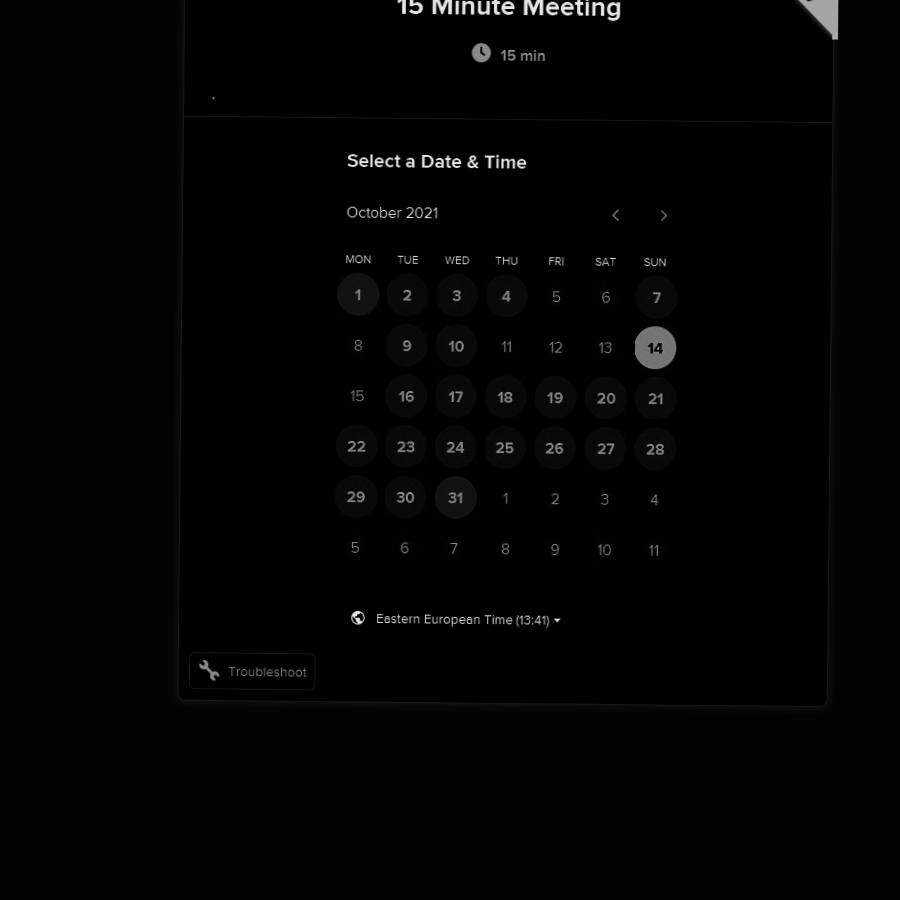 15 Minute Meeting
15 min
.
Select a Date & Time
October 2021
MON TUE WED THU FRI SAT SUN
1 2 3 4 5 6 7
8 9 10 11 12 13 14
15 16 17 18 19 20 21
22 23 24 25 26 27 28
29 30 31 1 2 3 4
5 6 7 8 9 10 11
Eastern European Time (13:41)
Troubleshoot